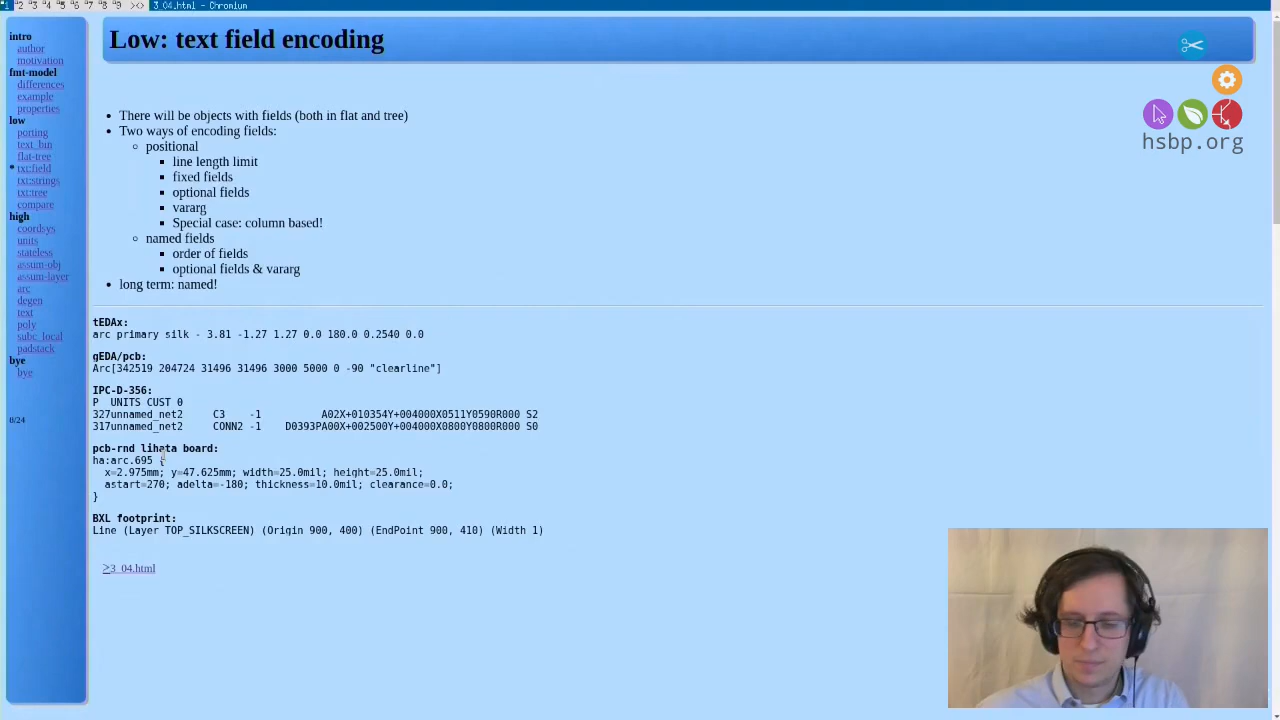 1 2 3 4 5 6 7 8 9 >< 3_04.html - Chromium
Low: text field encoding
intro
author
motivation
fmt-model
differences
example
properties
low
porting
text_bin
flat-tree
txt:field
txt:strings
txt:tree
compare
high
coordsys
units
stateless
assum-obj
assum-layer
arc
degen
text
poly
subc_local
padstack
bye
bye
8/24
hsbp.org
There will be objects with fields (both in flat and tree)
Two ways of encoding fields:
positional
line length limit
fixed fields
optional fields
vararg
Special case: column based!
named fields
order of fields
optional fields & vararg
long term: named!
tEDAx:
arc primary silk - 3.81 -1.27 1.27 0.0 180.0 0.2540 0.0
gEDA/pcb:
Arc[342519 204724 31496 31496 3000 5000 0 -90 "clearline"]
IPC-D-356:
P  UNITS CUST 0
327unnamed_net2     C3    -1          A02X+010354Y+004000X0511Y0590R000 S2
317unnamed_net2     CONN2 -1    D0393PA00X+002500Y+004000X0800Y0800R000 S0
pcb-rnd lihata board:
ha:arc.695 {
x=2.975mm; y=47.625mm; width=25.0mil; height=25.0mil;
astart=270; adelta=-180; thickness=10.0mil; clearance=0.0;
}
BXL footprint:
Line (Layer TOP_SILKSCREEN) (Origin 900, 400) (EndPoint 900, 410) (Width 1)
>3_04.html